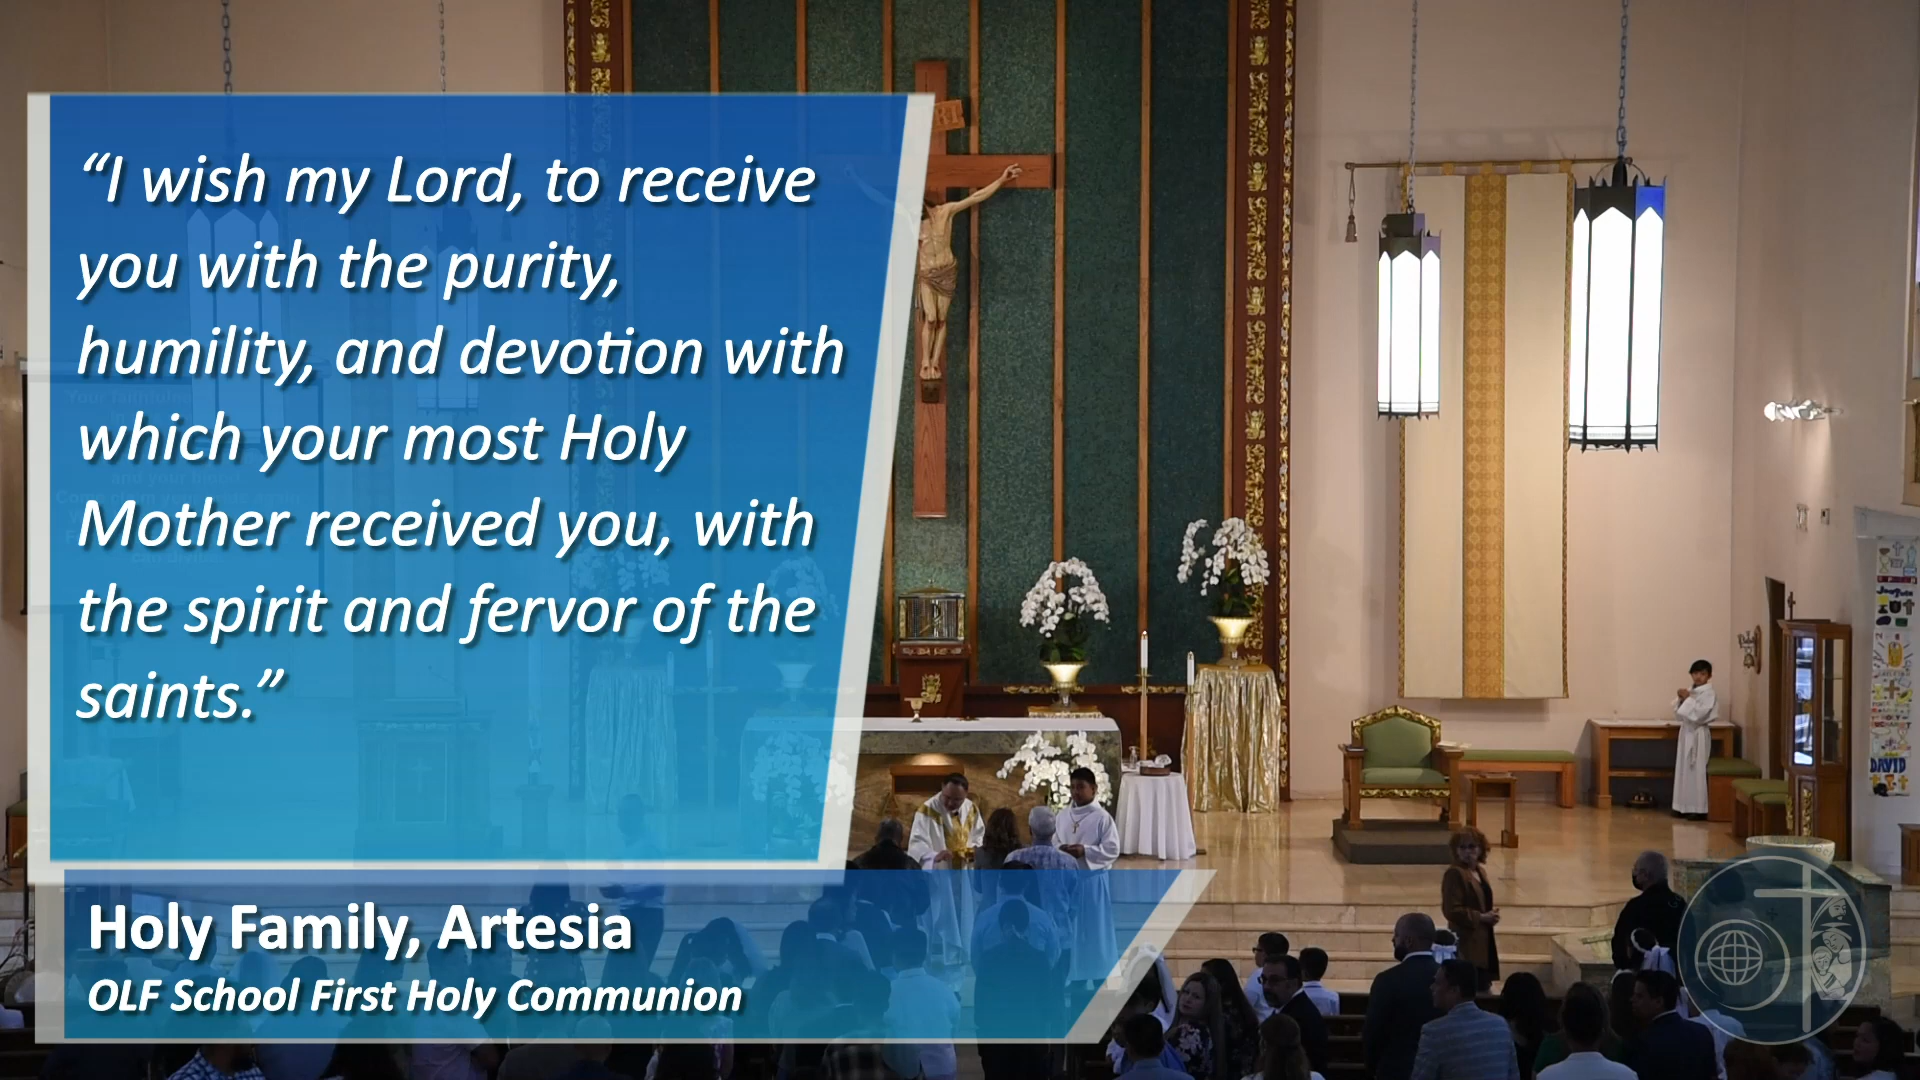 “I wish my Lord, to receive
you with the purity,
humility, and devotion with
which your most Holy
Mother received you, with
the spirit and fervor of the
saints.”
Holy Family, Artesia
OLF School First Holy Communion
DAVID